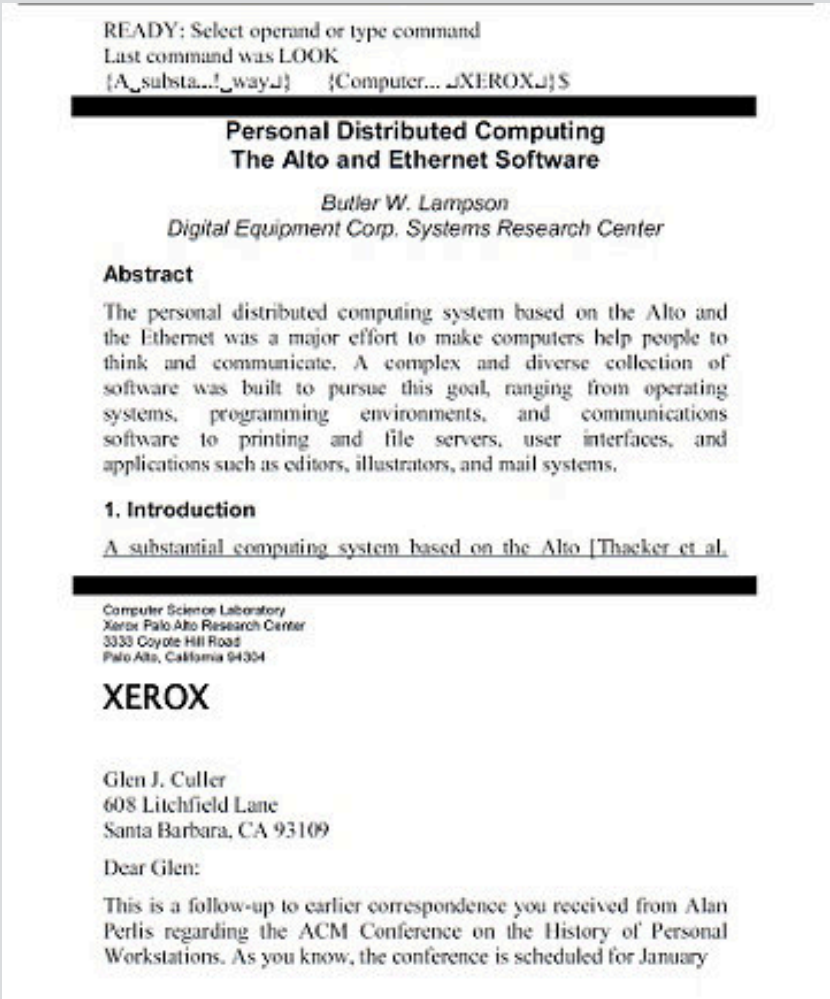 READY: Select operand or type command
Last command was LOOK
{A␣substa...!␣way↵}   {Computer... ↵XEROX↵}$
Personal Distributed Computing
The Alto and Ethernet Software
Butler W. Lampson
Digital Equipment Corp. Systems Research Center
Abstract
The personal distributed computing system based on the Alto and
the Ethernet was a major effort to make computers help people to
think and communicate. A complex and diverse collection of
software was built to pursue this goal, ranging from operating
systems, programming environments, and communications
software to printing and file servers, user interfaces, and
applications such as editors, illustrators, and mail systems.
1. Introduction
A substantial computing system based on the Alto [Thacker et al.
Computer Science Laboratory
Xerox Palo Alto Research Center
3333 Coyote Hill Road
Palo Alto, California 94304
XEROX
Glen J. Culler
608 Litchfield Lane
Santa Barbara, CA 93109
Dear Glen:
This is a follow-up to earlier correspondence you received from Alan
Perlis regarding the ACM Conference on the History of Personal
Workstations. As you know, the conference is scheduled for January